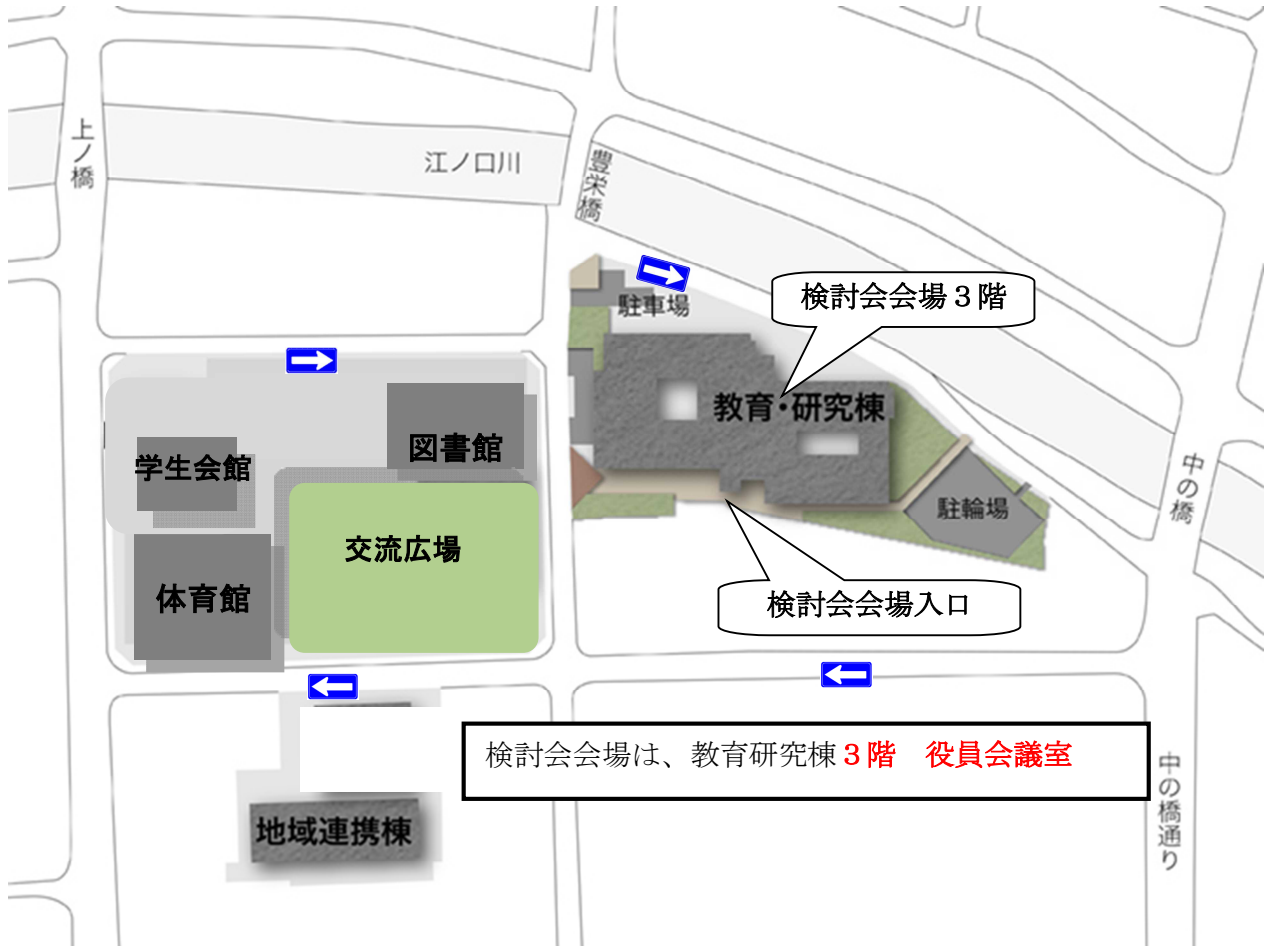 上ノ橋
江ノ口川
豊栄橋
駐車場
検討会会場３階
教育・研究棟
図書館
学生会館
中の橋
駐輪場
交流広場
体育館
検討会会場入口
検討会会場は、教育研究棟３階　役員会議室
中の橋通り
地域連携棟